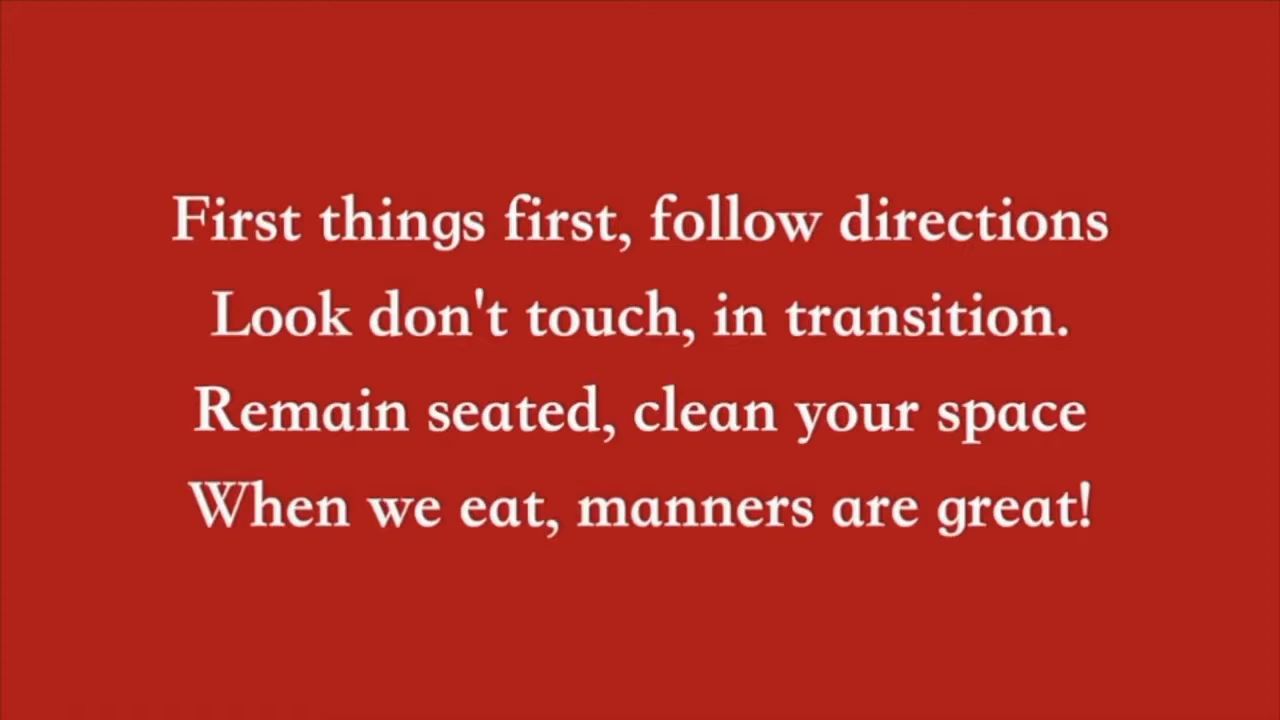 First things first, follow directions
Look don't touch, in transition.
Remain seated, clean your space
When we eat, manners are great!